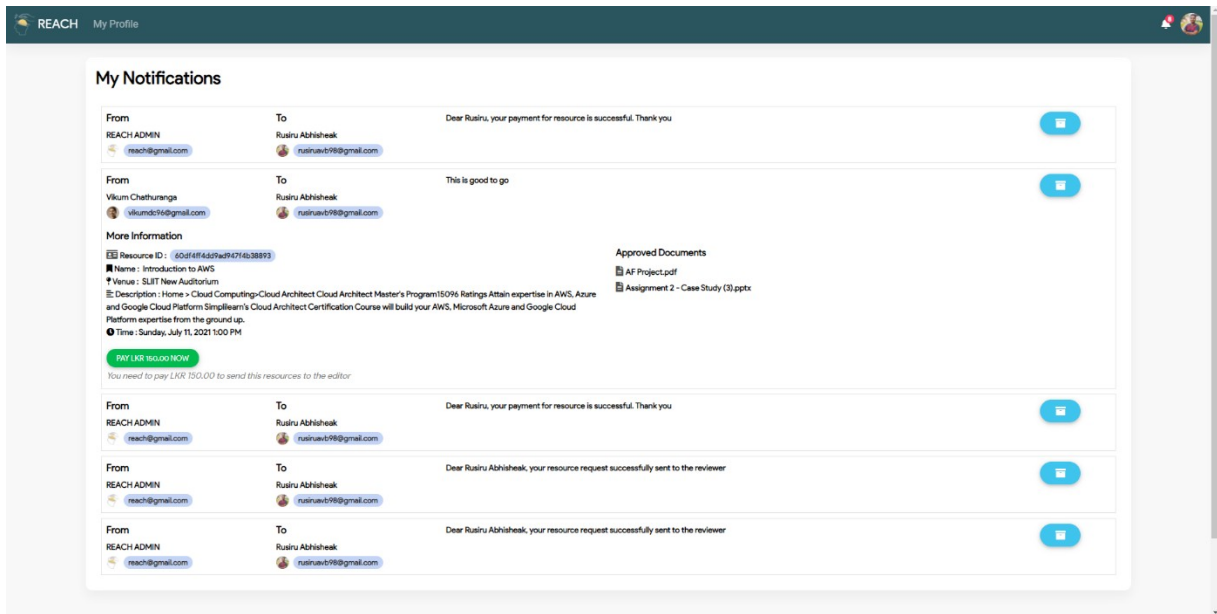 REACH My Profile
My Notifications
From To Dear Rusiru, your payment for resource is successful. Thank you
REACH ADMIN Rusiru Abhisheak
reach@gmail.com rusiruavb98@gmail.com
From To This is good to go
Vikum Chathuranga Rusiru Abhisheak
vikumdc96@gmail.com rusiruavb98@gmail.com
More Information
Resource ID : 60df4ff4dd9ad947f4b38893
Name : Introduction to AWS
Venue : SLIIT New Auditorium
Description : Home > Cloud Computing>Cloud Architect Cloud Architect Master's Program15096 Ratings Attain expertise in AWS, Azure
and Google Cloud Platform Simplilearn's Cloud Architect Certification Course will build your AWS, Microsoft Azure and Google Cloud
Platform expertise from the ground up.
Time : Sunday, July 11, 2021 1:00 PM
Approved Documents
AF Project.pdf
Assignment 2 - Case Study (3).pptx
PAY LKR 150.00 NOW
You need to pay LKR 150.00 to send this resources to the editor
From To Dear Rusiru, your payment for resource is successful. Thank you
REACH ADMIN Rusiru Abhisheak
reach@gmail.com rusiruavb98@gmail.com
From To Dear Rusiru Abhisheak, your resource request successfully sent to the reviewer
REACH ADMIN Rusiru Abhisheak
reach@gmail.com rusiruavb98@gmail.com
From To Dear Rusiru Abhisheak, your resource request successfully sent to the reviewer
REACH ADMIN Rusiru Abhisheak
reach@gmail.com rusiruavb98@gmail.com